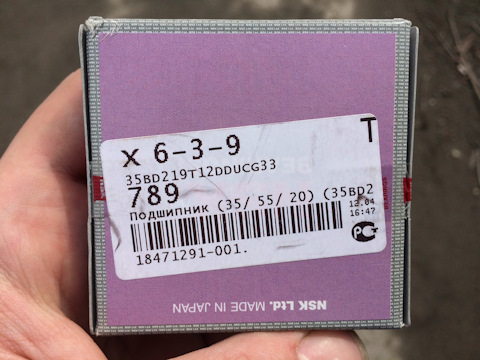 x 6-3-9 T
35BD219T12DDUCG33
789
подшипник (35/ 55/ 20) (35BD2
12.04
16:47
18471291-001.
NSK Ltd. MADE IN JAPAN